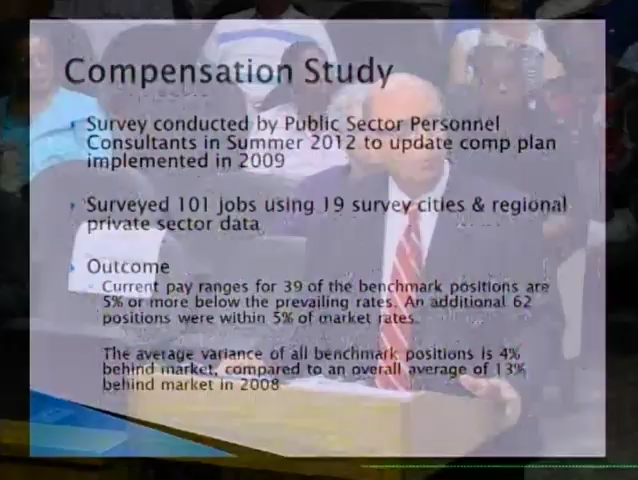 Compensation Study
Survey conducted by Public Sector Personnel
Consultants in Summer 2012 to update comp plan
implemented in 2009
Surveyed 101 jobs using 19 survey cities & regional
private sector data
Outcome
Current pay ranges for 39 of the benchmark positions are
5% or more below the prevailing rates. An additional 62
positions were within 5% of market rates.
The average variance of all benchmark positions is 4%
behind market, compared to an overall average of 13%
behind market in 2008